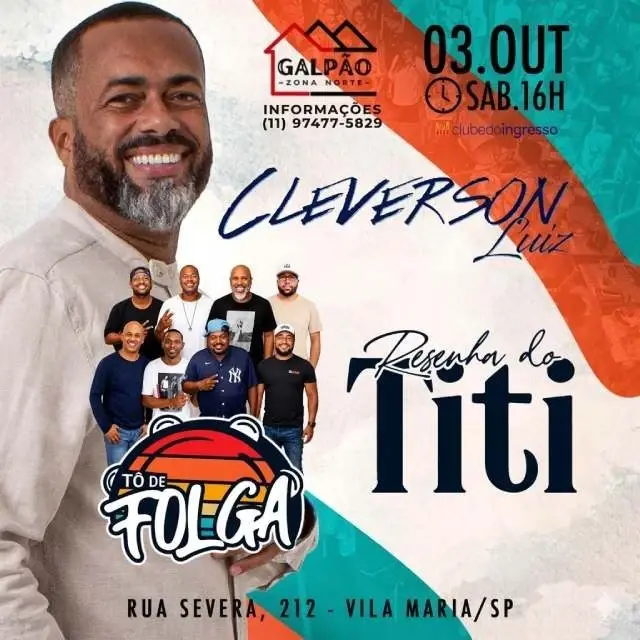 GALPÃO
ZONA NORTE
INFORMAÇÕES
(11) 97477-5829
03.OUT
SAB.16H
clubedoingresso
CLEVERSON
Luiz
Resenha do
Titi
NY
TÔ DE
FOLGA
RUA SEVERA, 212 - VILA MARIA/SP